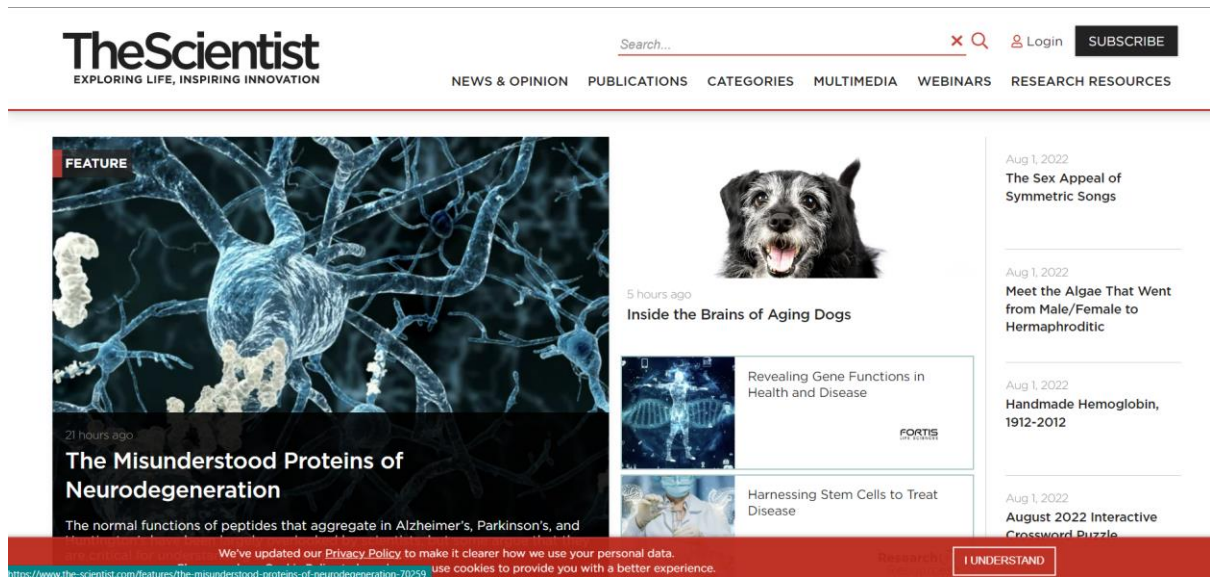 TheScientist
EXPLORING LIFE, INSPIRING INNOVATION
Search...
Login
SUBSCRIBE
NEWS & OPINION PUBLICATIONS CATEGORIES MULTIMEDIA WEBINARS RESEARCH RESOURCES
FEATURE
21 hours ago
The Misunderstood Proteins of
Neurodegeneration
The normal functions of peptides that aggregate in Alzheimer's, Parkinson's, and
5 hours ago
Inside the Brains of Aging Dogs
Revealing Gene Functions in
Health and Disease
FORTIS
LIFE SCIENCES
Harnessing Stem Cells to Treat
Disease
Aug 1, 2022
The Sex Appeal of
Symmetric Songs
Aug 1, 2022
Meet the Algae That Went
from Male/Female to
Hermaphroditic
Aug 1, 2022
Handmade Hemoglobin,
1912-2012
Aug 1, 2022
August 2022 Interactive
Crossword Puzzle
We've updated our Privacy Policy to make it clearer how we use your personal data.
use cookies to provide you with a better experience.
I UNDERSTAND
https://www.the-scientist.com/features/the-misunderstood-proteins-of-neurodegeneration-70259